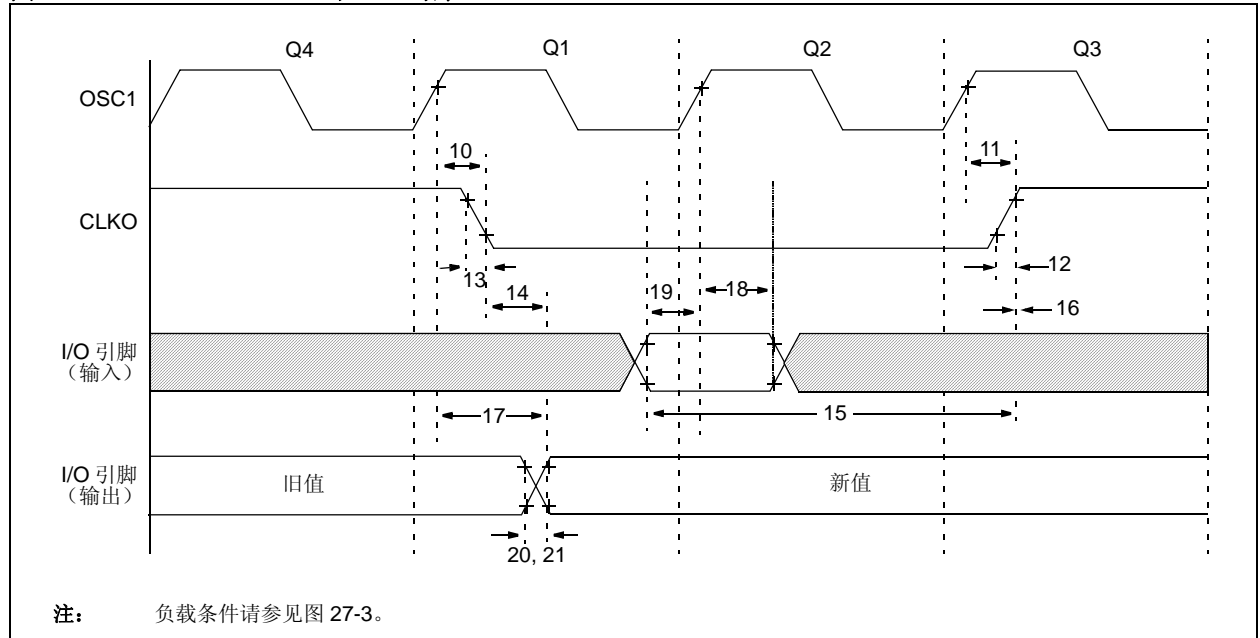 Q4 Q1 Q2 Q3
OSC1
10 11
CLKO
13 14 19 18 12
16
I/O 引脚
（输入）
17 15
I/O 引脚
（输出）
旧值 新值
20, 21
注： 负载条件请参见图 27-3。